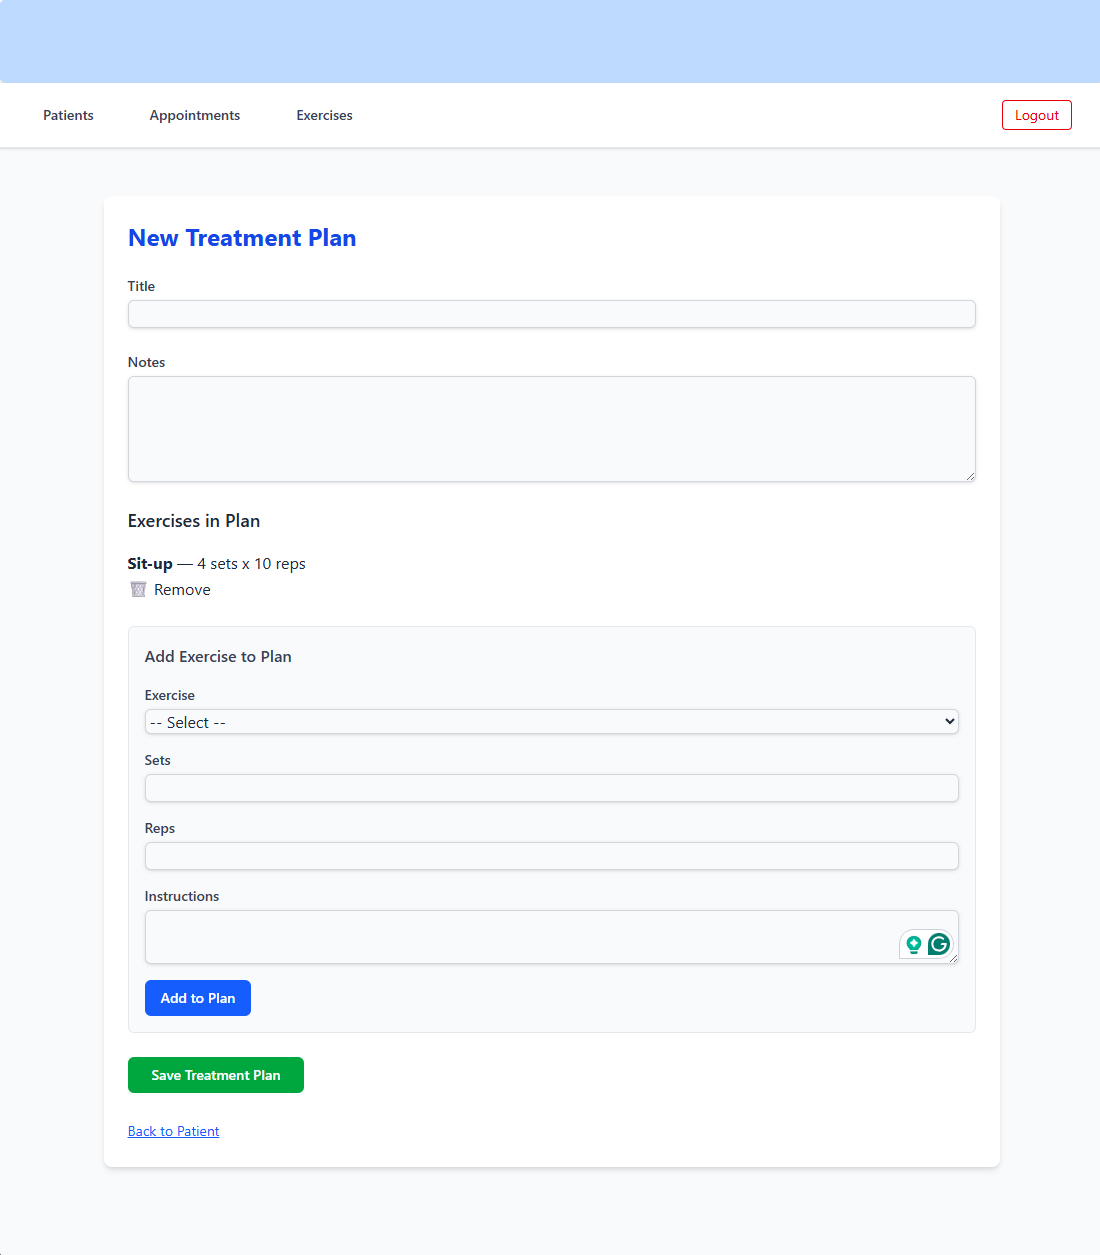 Patients
Appointments
Exercises
Logout
New Treatment Plan
Title
Notes
Exercises in Plan
Sit-up — 4 sets x 10 reps
🗑️ Remove
Add Exercise to Plan
Exercise
-- Select --
Sets
Reps
Instructions
Add to Plan
Save Treatment Plan
Back to Patient